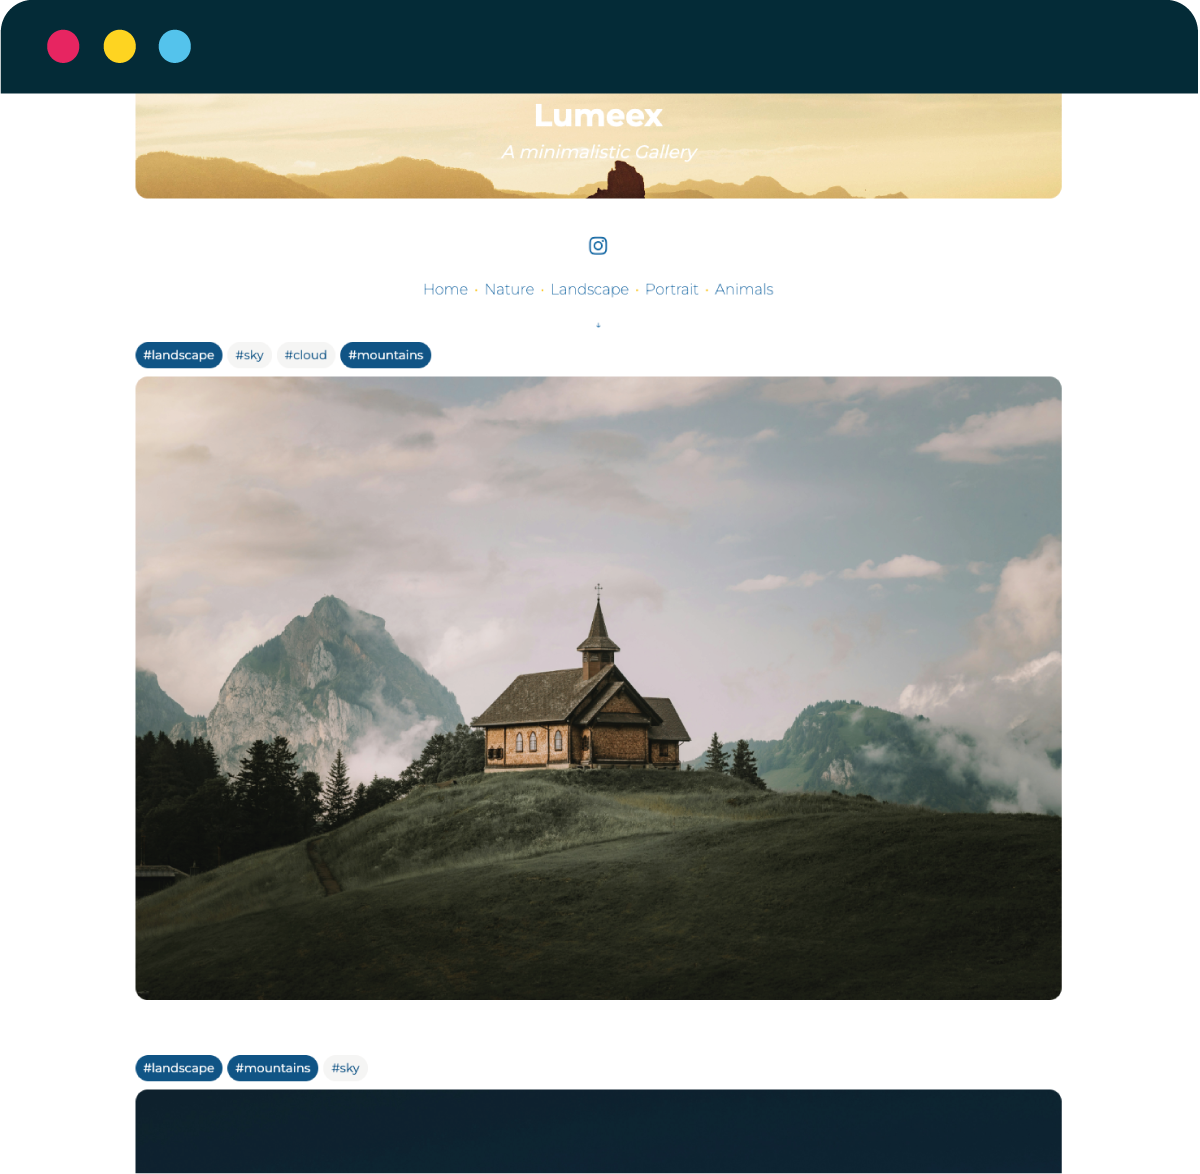 Lumeex
A minimalistic Gallery
Home · Nature · Landscape · Portrait · Animals
↓
#landscape #sky #cloud #mountains
#landscape #mountains #sky